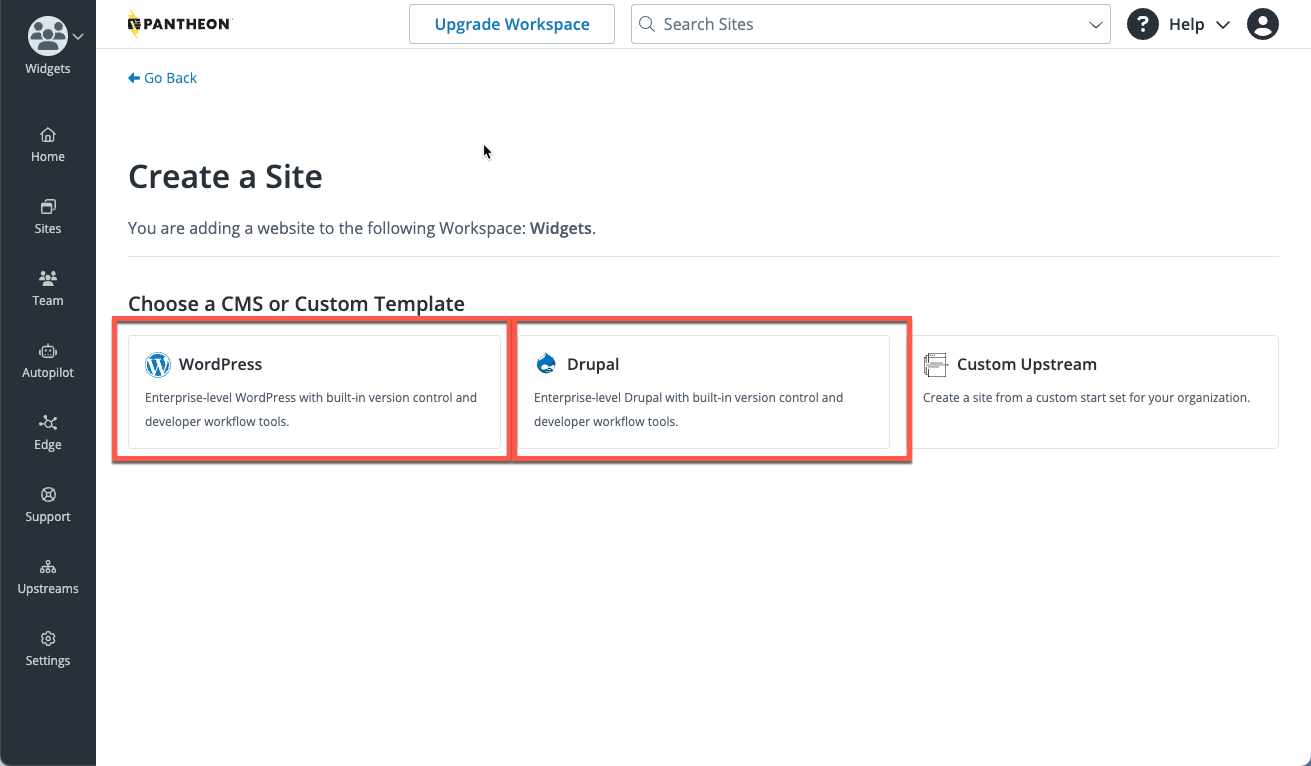 PANTHEON
Upgrade Workspace
Search Sites
? Help
Widgets
Home
Sites
Team
Autopilot
Edge
Support
Upstreams
Settings
Go Back
Create a Site
You are adding a website to the following Workspace: Widgets.
Choose a CMS or Custom Template
WordPress
Enterprise-level WordPress with built-in version control and
developer workflow tools.
Drupal
Enterprise-level Drupal with built-in version control and
developer workflow tools.
Custom Upstream
Create a site from a custom start set for your organization.